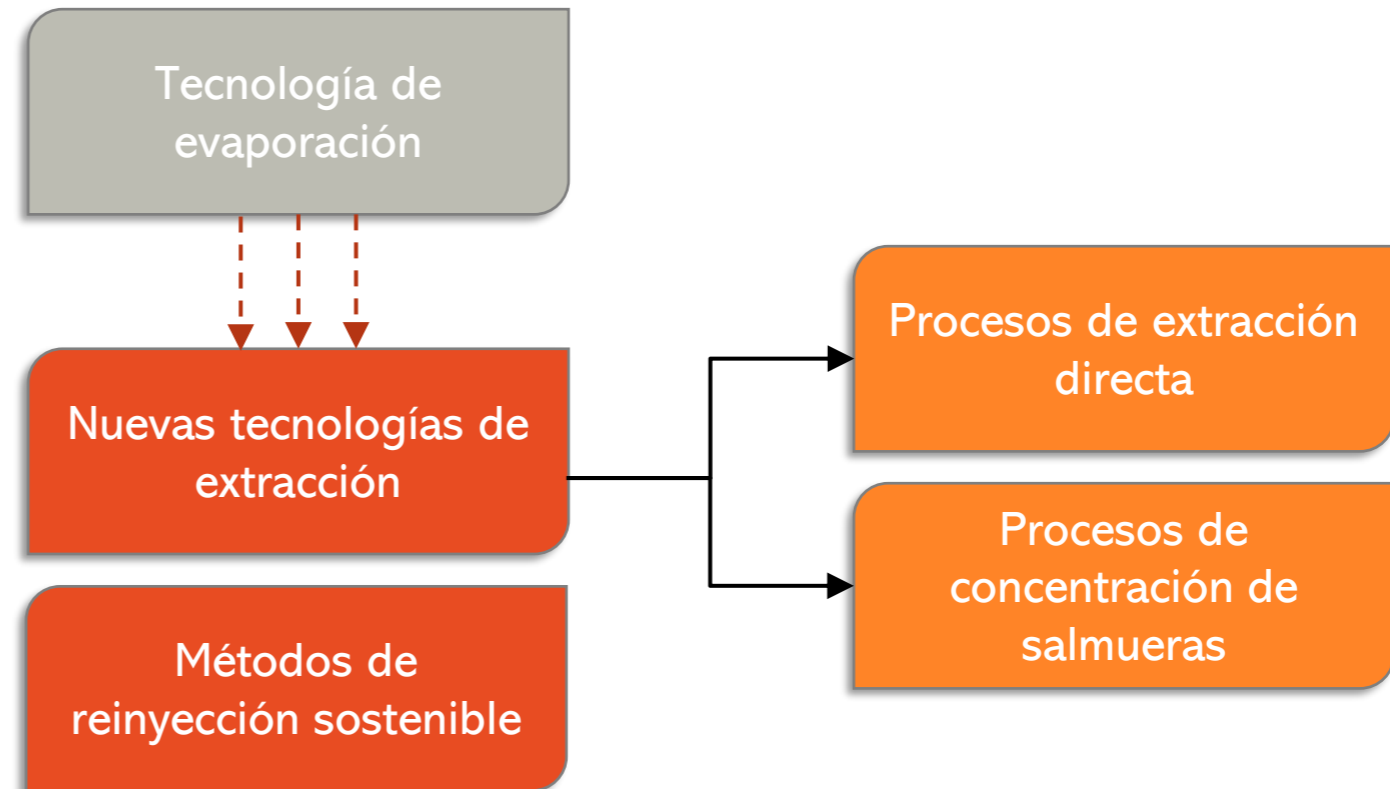 Tecnología de
evaporación
Nuevas tecnologías de
extracción
Métodos de
reinyección sostenible
Procesos de extracción
directa
Procesos de
concentración de
salmueras